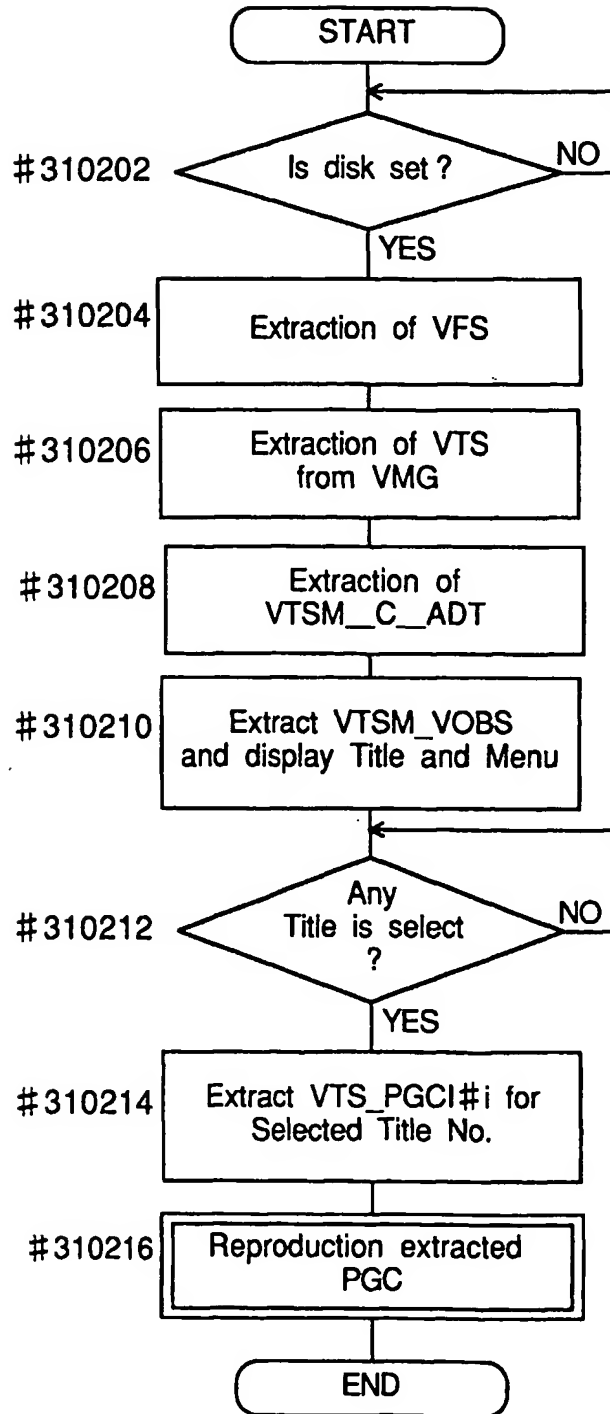 START
#310202
Is disk set?
NO
YES
#310204
Extraction of VFS
#310206
Extraction of VTS
from VMG
#310208
Extraction of
VTSM__C__ADT
#310210
Extract VTSM_VOBS
and display Title and Menu
#310212
Any
Title is select
?
NO
YES
#310214
Extract VTS_PGCI#i for
Selected Title No.
#310216
Reproduction extracted
PGC
END